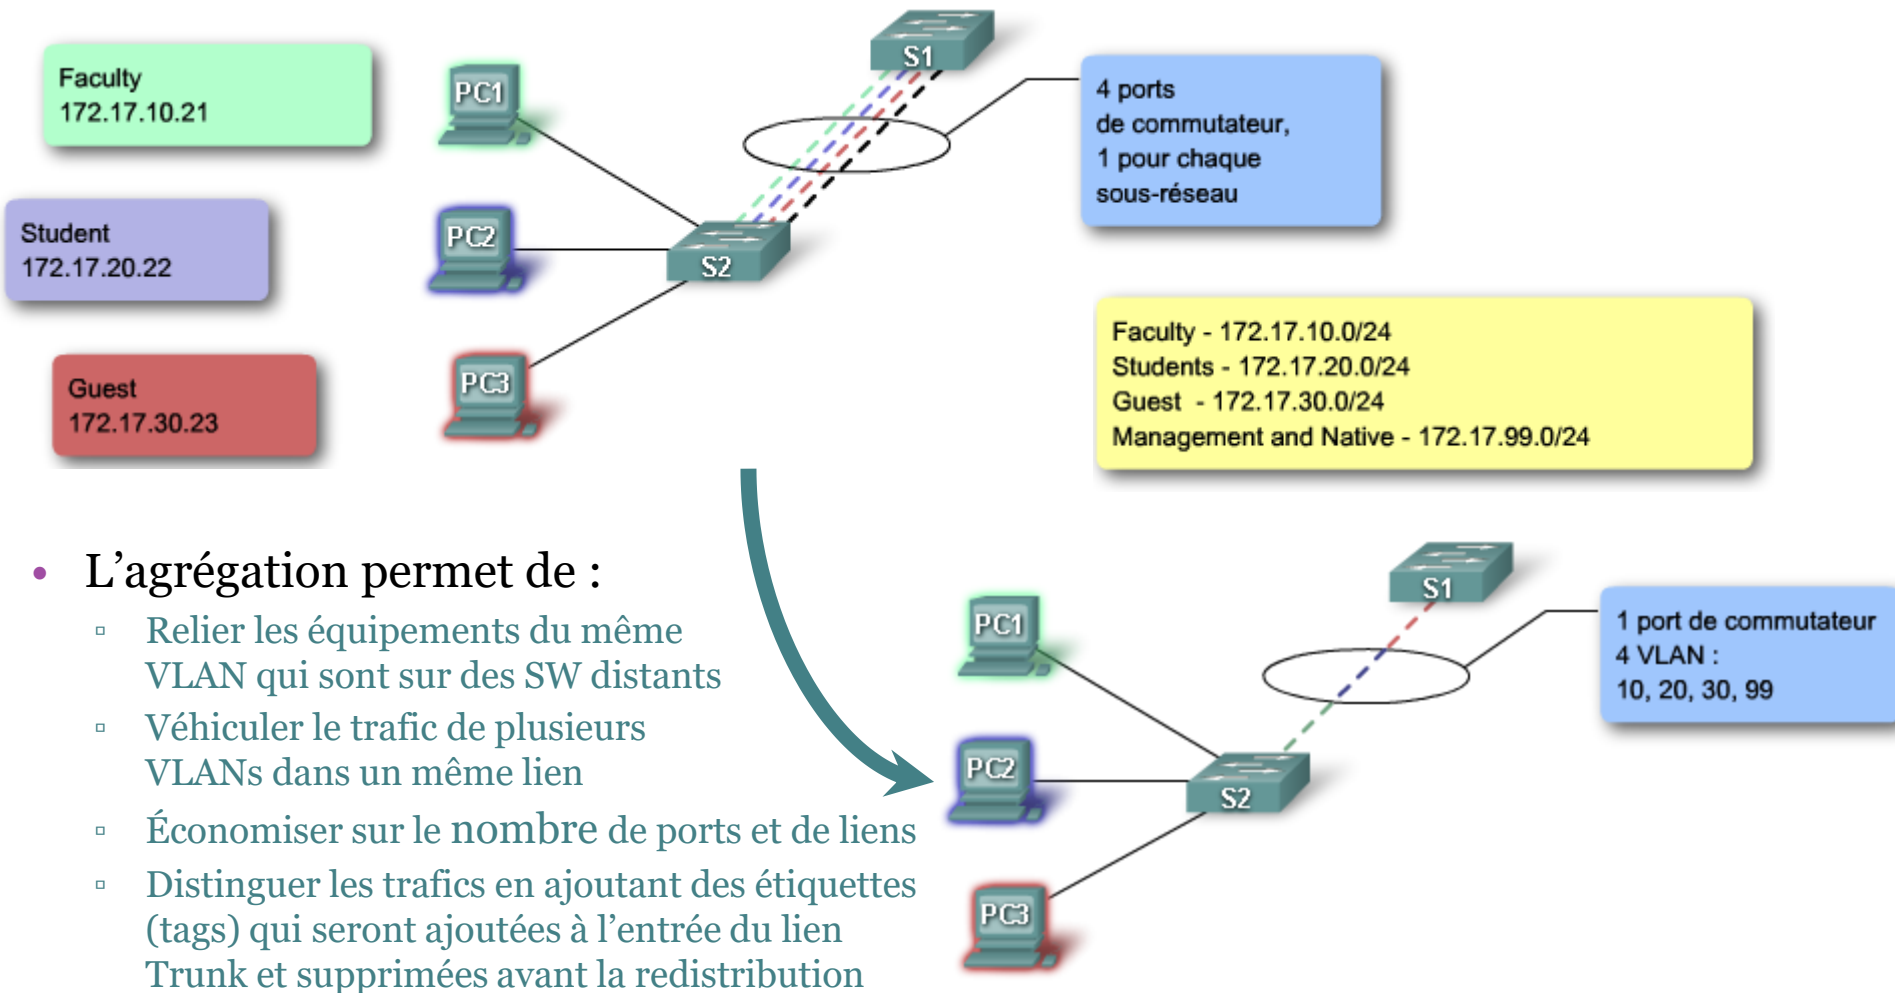 Faculty
172.17.10.21
PC1
S1
4 ports
de commutateur,
1 pour chaque
sous-réseau
Student
172.17.20.22
PC2
S2
Guest
172.17.30.23
PC3
Faculty - 172.17.10.0/24
Students - 172.17.20.0/24
Guest - 172.17.30.0/24
Management and Native - 172.17.99.0/24
• L’agrégation permet de :
▫ Relier les équipements du même
VLAN qui sont sur des SW distants
▫ Véhiculer le trafic de plusieurs
VLANs dans un même lien
▫ Économiser sur le nombre de ports et de liens
▫ Distinguer les trafics en ajoutant des étiquettes
(tags) qui seront ajoutées à l’entrée du lien
Trunk et supprimées avant la redistribution
PC1
S1
1 port de commutateur
4 VLAN :
10, 20, 30, 99
PC2
S2
PC3